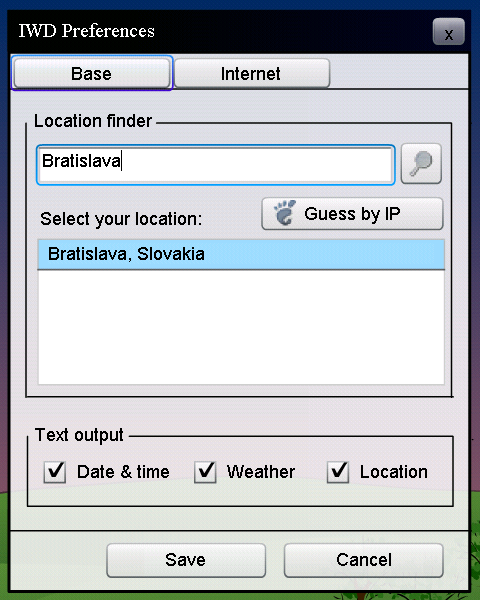 IWD Preferences
x
Base
Internet
Location finder
Bratislava
Select your location:
Guess by IP
Bratislava, Slovakia
Text output
Date & time
Weather
Location
Save
Cancel